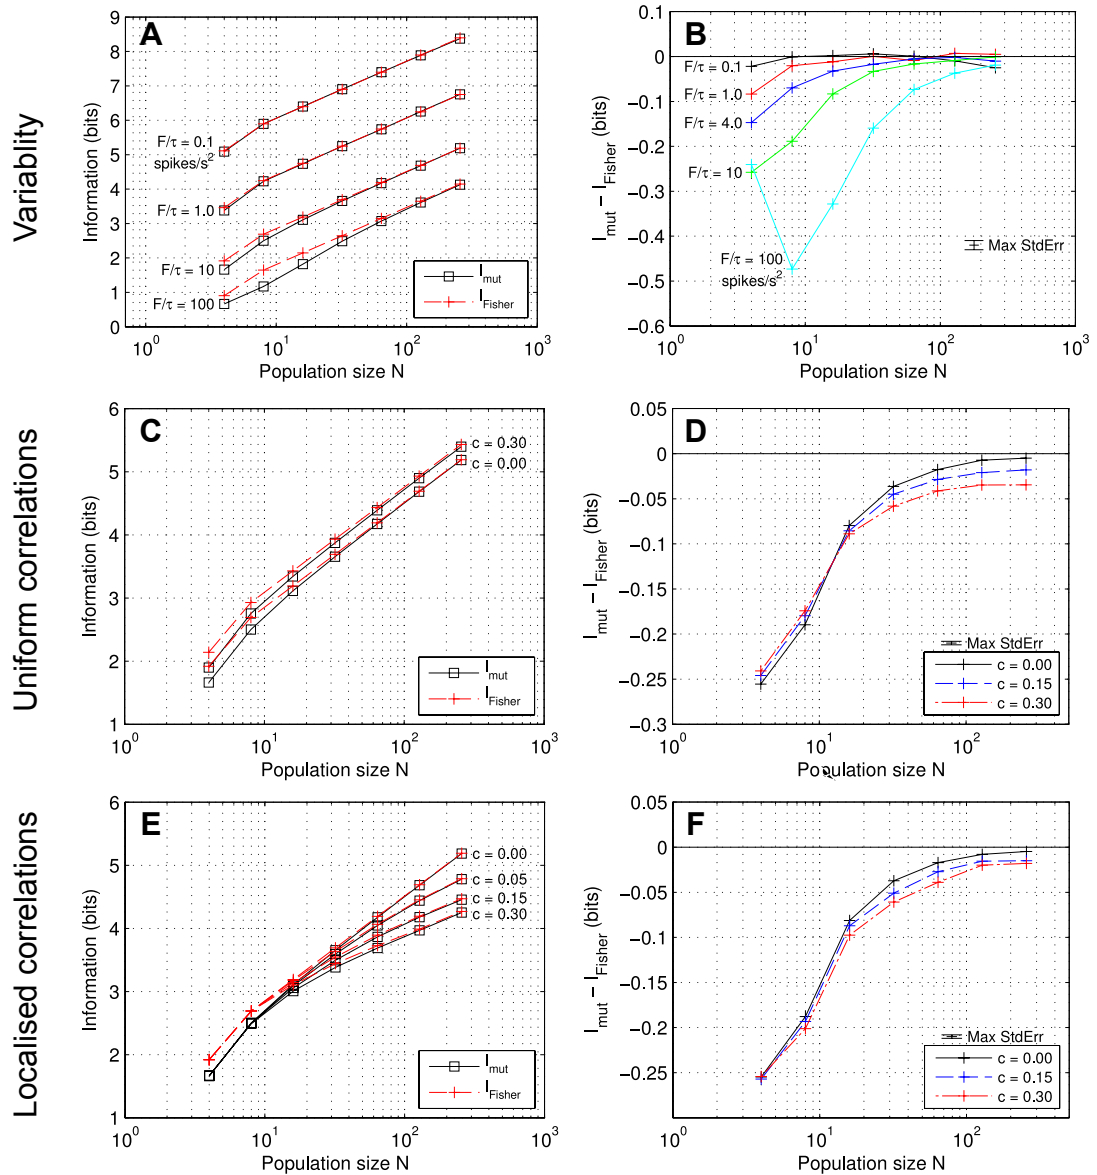 Variablity
A
Information (bits)
9
8
7
6
5
4
3
2
1
0
F/τ = 0.1
spikes/s²
F/τ = 1.0
F/τ = 10
F/τ = 100
I_mut
I_Fisher
10⁰ 10¹ 10² 10³
Population size N
B
I_mut − I_Fisher (bits)
0.1
0
−0.1
−0.2
−0.3
−0.4
−0.5
−0.6
F/τ = 0.1
F/τ = 1.0
F/τ = 4.0
F/τ = 10
F/τ = 100
spikes/s²
Max StdErr
10⁰ 10¹ 10² 10³
Population size N
Uniform correlations
C
Information (bits)
6
5
4
3
2
1
c = 0.30
c = 0.00
I_mut
I_Fisher
10⁰ 10¹ 10² 10³
Population size N
D
I_mut − I_Fisher (bits)
0.05
0
−0.05
−0.1
−0.15
−0.2
−0.25
−0.3
Max StdErr
c = 0.00
c = 0.15
c = 0.30
10⁰ 10¹ 10²
Population size N
Localised correlations
E
Information (bits)
6
5
4
3
2
1
c = 0.00
c = 0.05
c = 0.15
c = 0.30
I_mut
I_Fisher
10⁰ 10¹ 10² 10³
Population size N
F
I_mut − I_Fisher (bits)
0.05
0
−0.05
−0.1
−0.15
−0.2
−0.25
Max StdErr
c = 0.00
c = 0.15
c = 0.30
10⁰ 10¹ 10²
Population size N